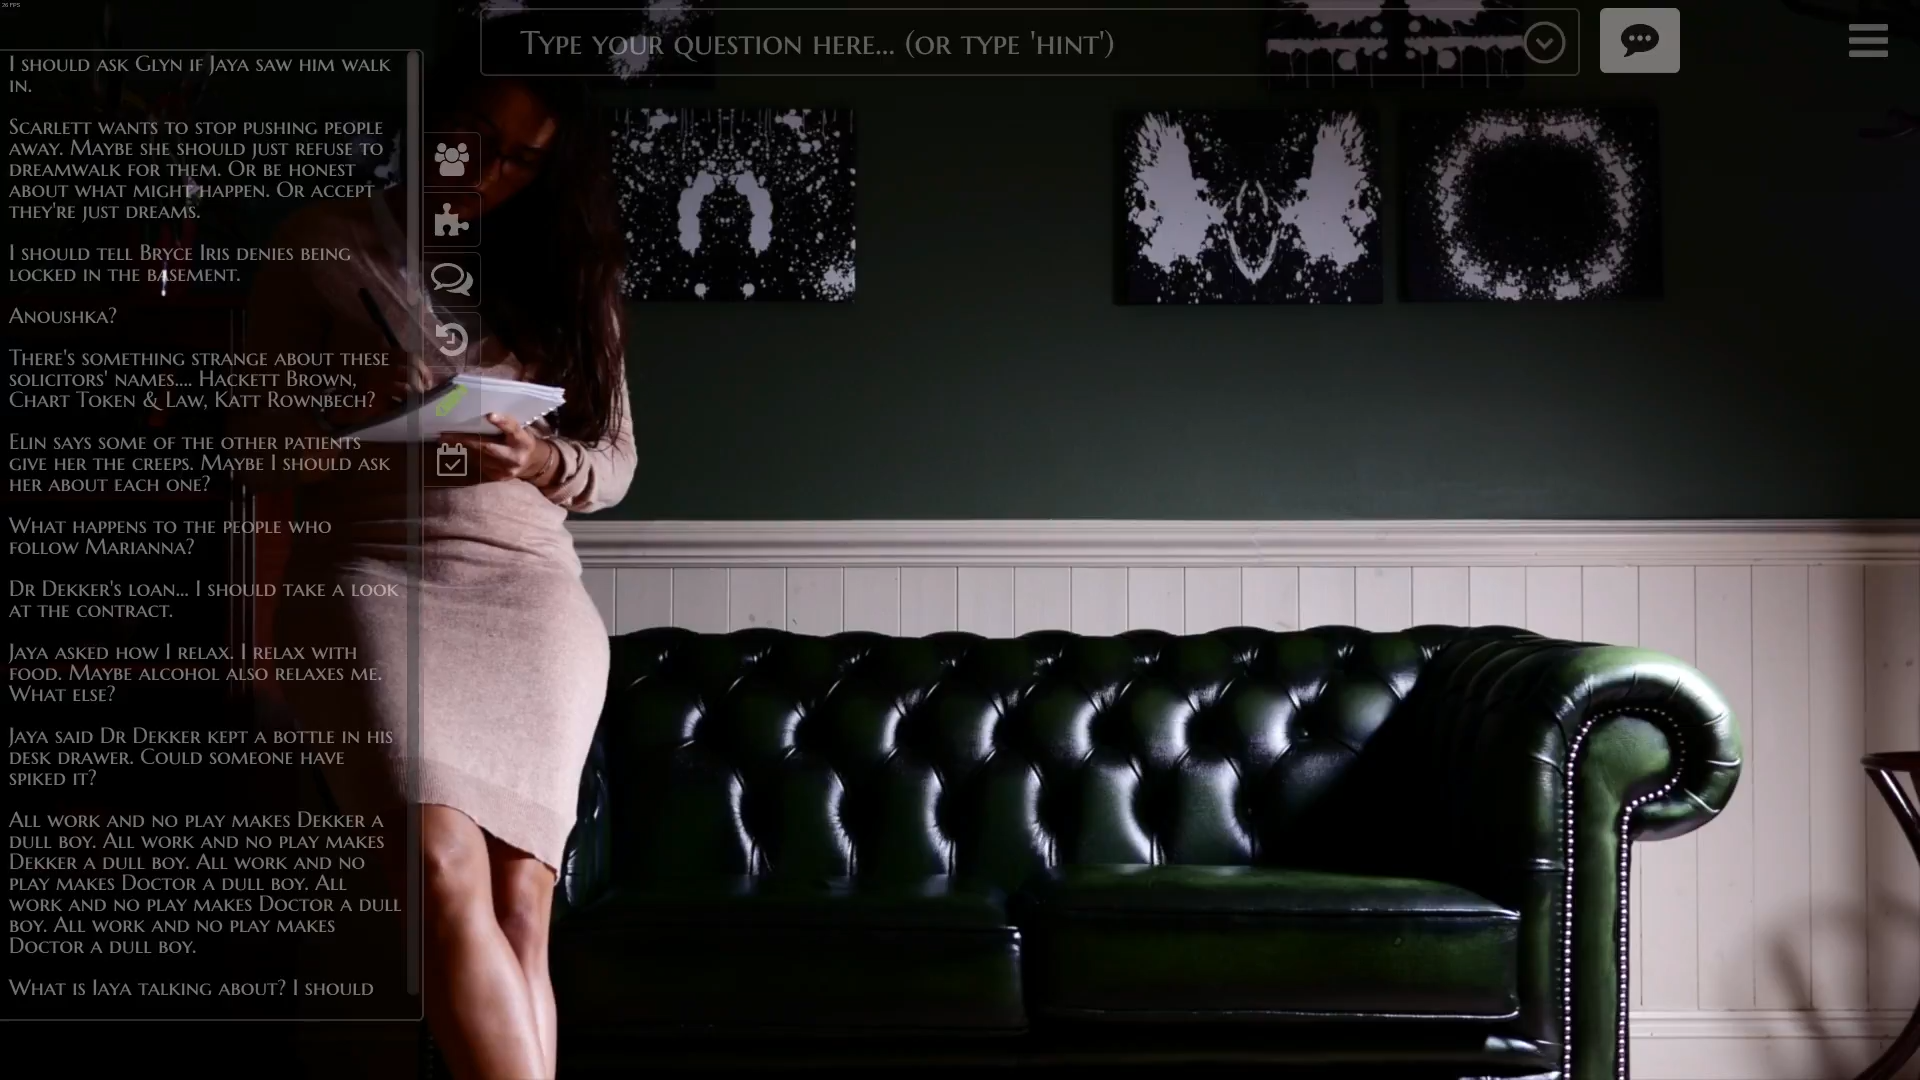 26 FPS
Type your question here... (or type 'hint')
I should ask Glyn if Jaya saw him walk
in.
Scarlett wants to stop pushing people
away. Maybe she should just refuse to
dreamwalk for them. Or be honest
about what might happen. Or accept
they're just dreams.
I should tell Bryce Iris denies being
locked in the basement.
Anoushka?
There's something strange about these
solicitors' names.... Hackett Brown,
Chart Token & Law, Katt Rownbech?
Elin says some of the other patients
give her the creeps. Maybe I should ask
her about each one?
What happens to the people who
follow Marianna?
Dr Dekker's loan... I should take a look
at the contract.
Jaya asked how I relax. I relax with
food. Maybe alcohol also relaxes me.
What else?
Jaya said Dr Dekker kept a bottle in his
desk drawer. Could someone have
spiked it?
All work and no play makes Dekker a
dull boy. All work and no play makes
Dekker a dull boy. All work and no
play makes Doctor a dull boy. All
work and no play makes Doctor a dull
boy. All work and no play makes
Doctor a dull boy.
What is Jaya talking about? I should